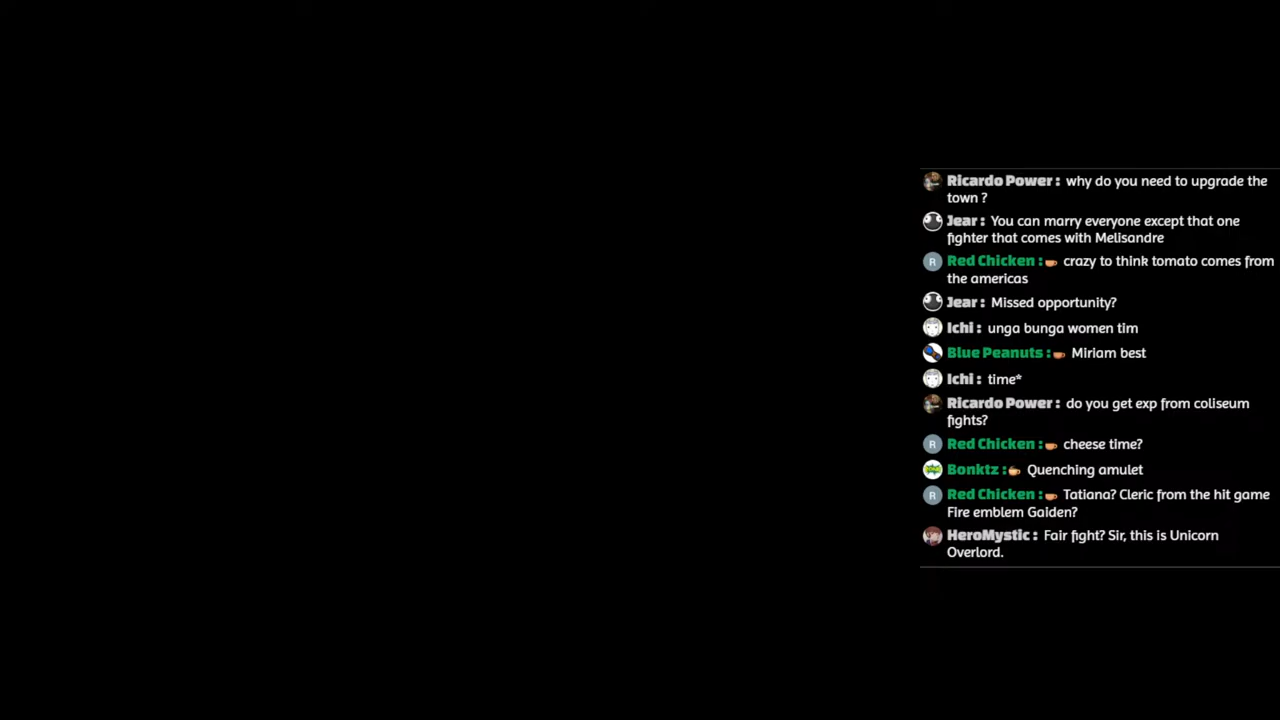 Ricardo Power : why do you need to upgrade the
town ?
Jear : You can marry everyone except that one
fighter that comes with Melisandre
R Red Chicken : crazy to think tomato comes from
the americas
Jear : Missed opportunity?
Ichi : unga bunga women tim
Blue Peanuts : Miriam best
Ichi : time*
Ricardo Power : do you get exp from coliseum
fights?
R Red Chicken : cheese time?
Bonktz : Quenching amulet
R Red Chicken : Tatiana? Cleric from the hit game
Fire emblem Gaiden?
HeroMystic : Fair fight? Sir, this is Unicorn
Overlord.